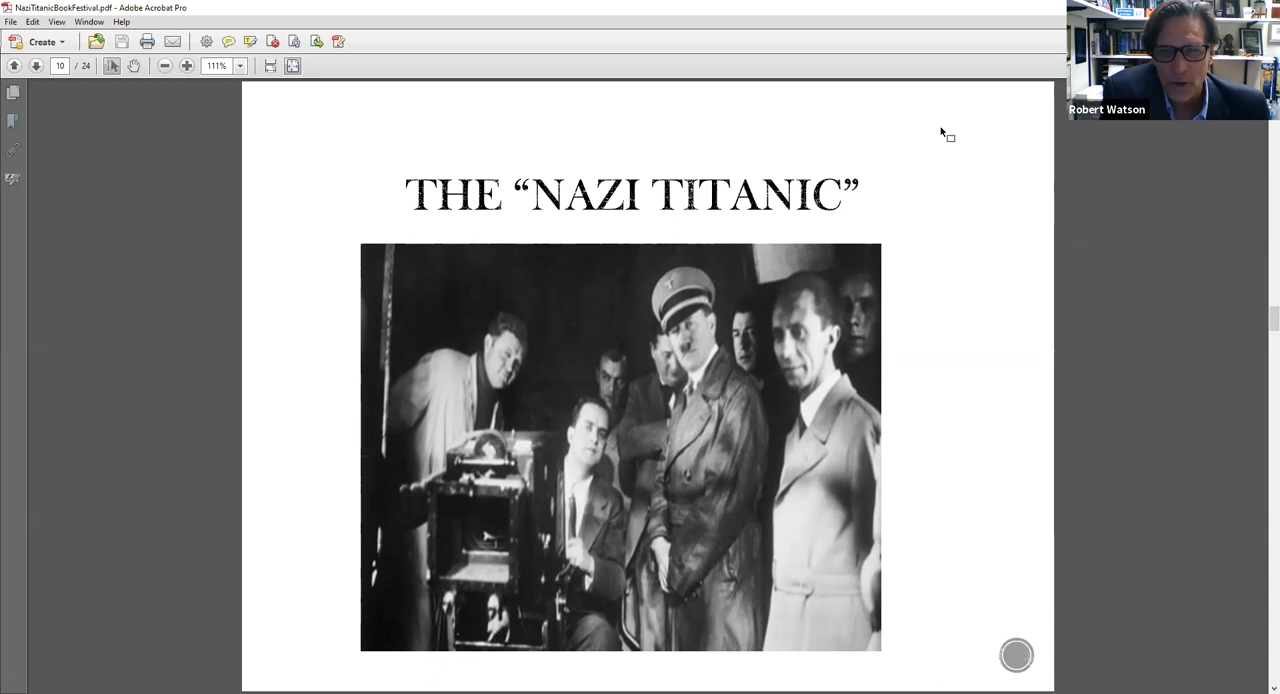 NaziTitanicBookFestival.pdf - Adobe Acrobat Pro
File Edit View Window Help
Create
10 / 24
111%
Robert Watson
THE “NAZI TITANIC”